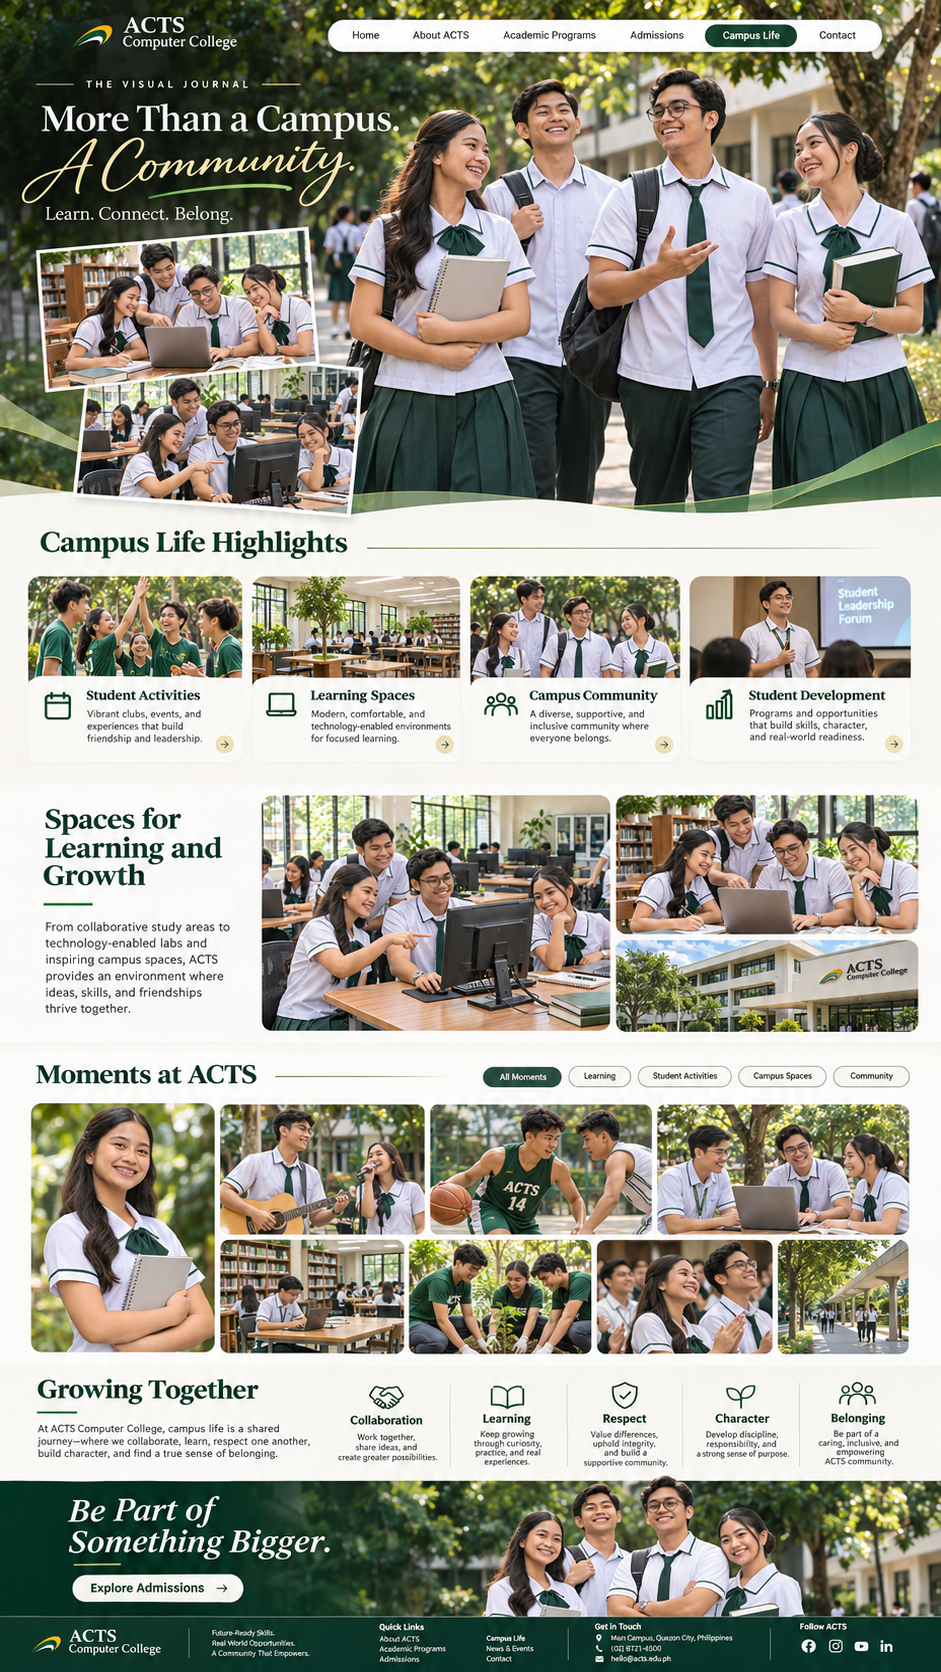 ACTS
Computer College
Home
About ACTS
Academic Programs
Admissions
Campus Life
Contact
THE VISUAL JOURNAL
More Than a Campus.
A Community.
Learn. Connect. Belong.
Campus Life Highlights
Student
Leadership
Forum
Student Activities
Vibrant clubs, events, and
experiences that build
friendship and leadership.
Learning Spaces
Modern, comfortable, and
technology-enabled environments
for focused learning.
Campus Community
A diverse, supportive, and
inclusive community where
everyone belongs.
Student Development
Programs and opportunities
that build skills, character,
and real-world readiness.
Spaces for
Learning and
Growth
From collaborative study areas to
technology-enabled labs and
inspiring campus spaces, ACTS
provides an environment where
ideas, skills, and friendships
thrive together.
ACTS
Computer College
Moments at ACTS
All Moments
Learning
Student Activities
Campus Spaces
Community
ACTS
14
Growing Together
At ACTS Computer College, campus life is a shared
journey—where we collaborate, learn, respect one another,
build character, and find a true sense of belonging.
Collaboration
Work together,
share ideas, and
create greater possibilities.
Learning
Keep growing
through curiosity,
practice, and real
experiences.
Respect
Value differences,
uphold integrity,
and build a
supportive community.
Character
Develop discipline,
responsibility, and
a strong sense of purpose.
Belonging
Be part of a
caring, inclusive, and
empowering
ACTS community.
Be Part of
Something Bigger.
Explore Admissions
ACTS
Computer College
Future-Ready Skills.
Real World Opportunities.
A Community That Empowers.
Quick Links
About ACTS
Academic Programs
Admissions
Campus Life
News & Events
Contact
Get in Touch
Main Campus, Quezon City, Philippines
(02) 8721-4000
hello@acts.edu.ph
Follow ACTS